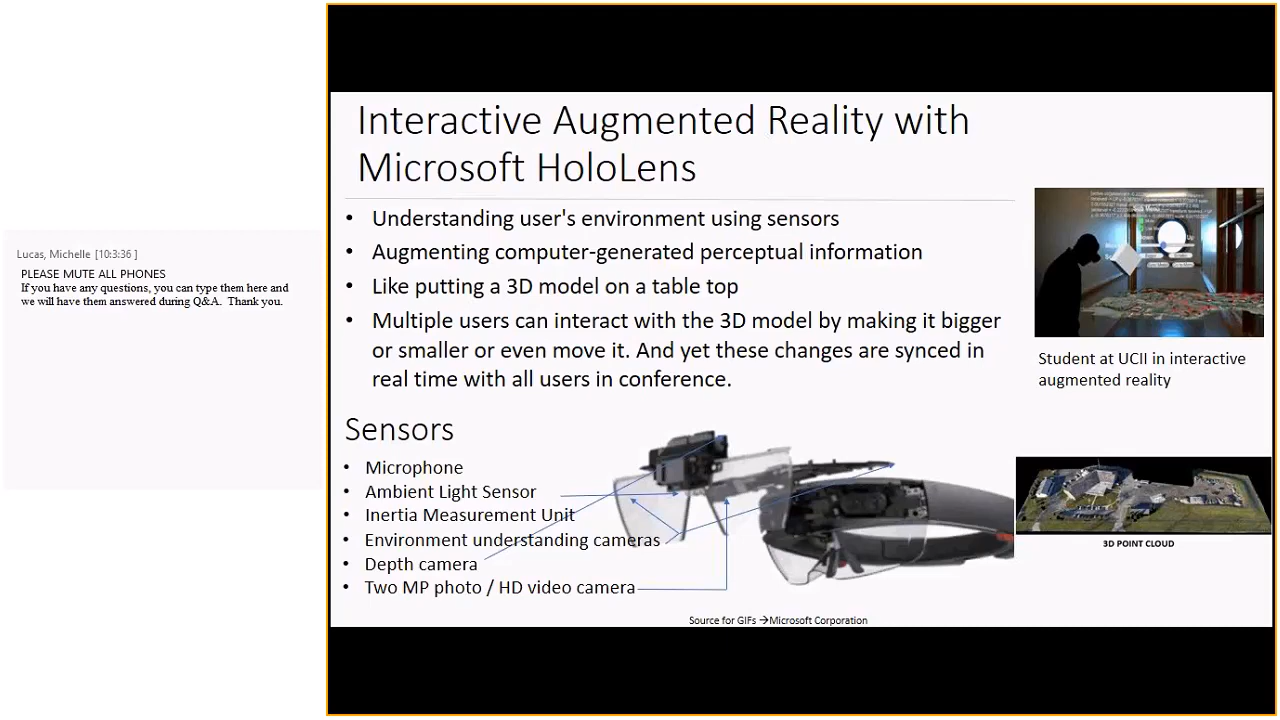 Lucas, Michelle [10:3:36 ]
PLEASE MUTE ALL PHONES
If you have any questions, you can type them here and
we will have them answered during Q&A.  Thank you.
Interactive Augmented Reality with
Microsoft HoloLens
• Understanding user's environment using sensors
• Augmenting computer-generated perceptual information
• Like putting a 3D model on a table top
• Multiple users can interact with the 3D model by making it bigger
or smaller or even move it. And yet these changes are synced in
real time with all users in conference.
Student at UCII in interactive
augmented reality
Sensors
• Microphone
• Ambient Light Sensor
• Inertia Measurement Unit
• Environment understanding cameras
• Depth camera
• Two MP photo / HD video camera
3D POINT CLOUD
Source for GIFs →Microsoft Corporation